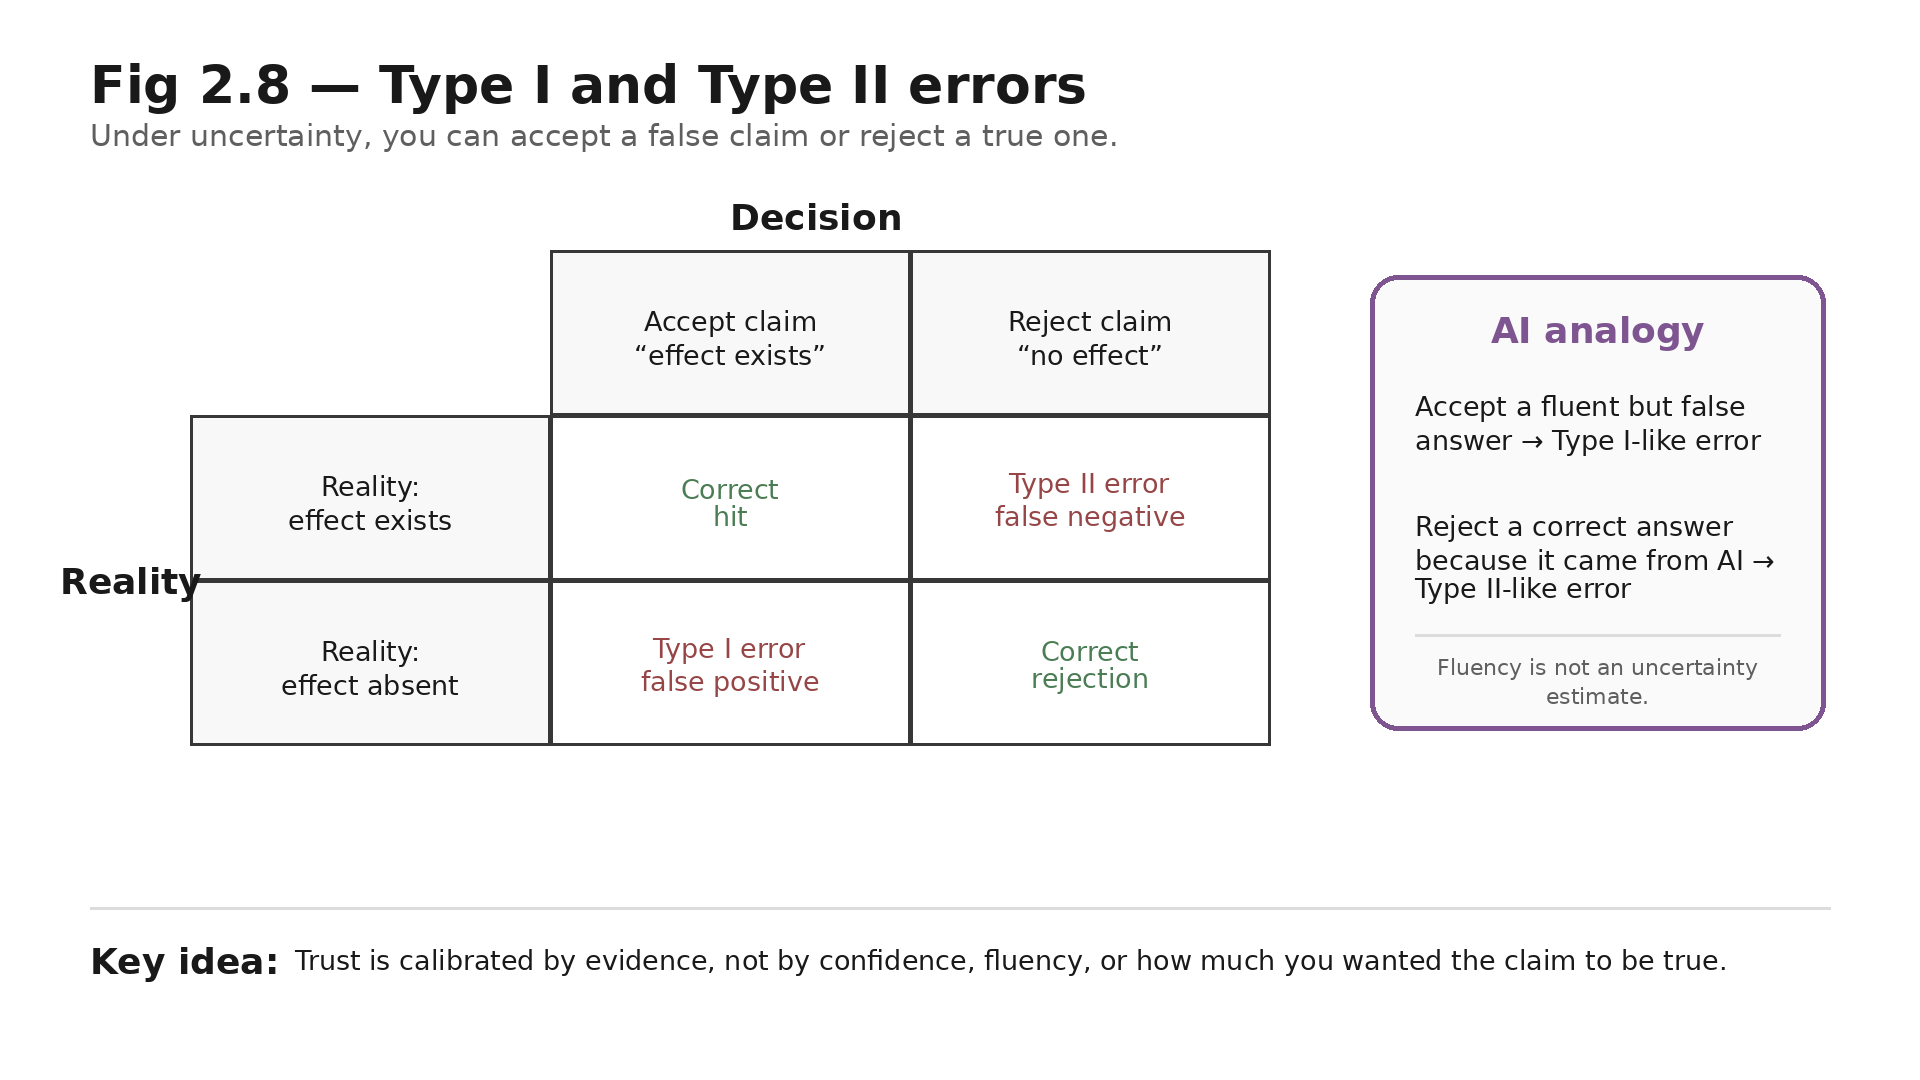 Fig 2.8 — Type I and Type II errors
Under uncertainty, you can accept a false claim or reject a true one.
Decision
Accept claim
“effect exists”
Reject claim
“no effect”
Reality
Reality:
effect exists
Correct
hit
Type II error
false negative
Reality:
effect absent
Type I error
false positive
Correct
rejection
AI analogy
Accept a fluent but false
answer → Type I-like error
Reject a correct answer
because it came from AI →
Type II-like error
Fluency is not an uncertainty
estimate.
Key idea: Trust is calibrated by evidence, not by confidence, fluency, or how much you wanted the claim to be true.